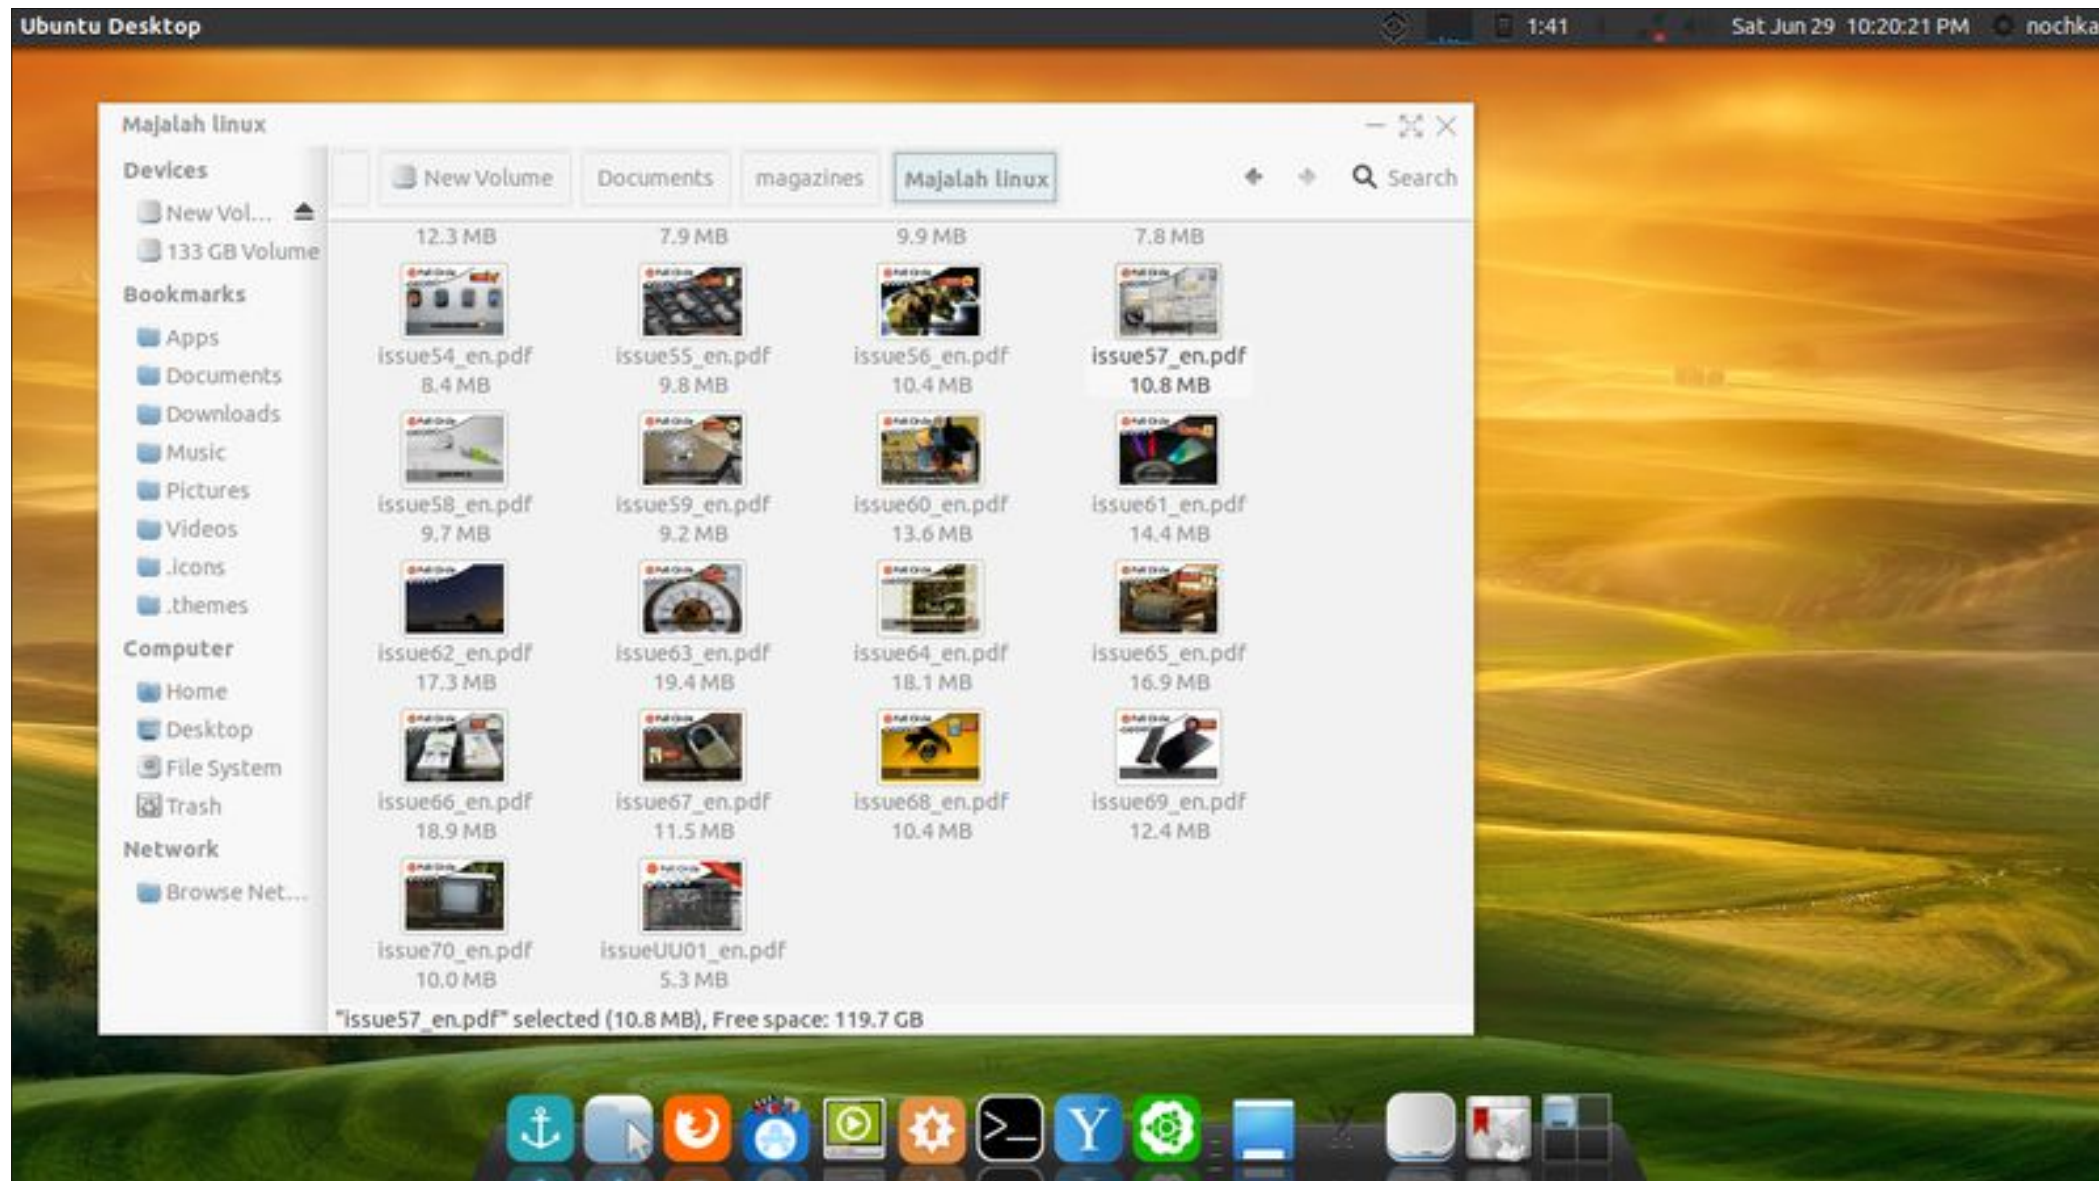 Ubuntu Desktop
1:41
Sat Jun 29 10:20:21 PM
nochka
Majalah linux
Devices
New Vol...
133 GB Volume
Bookmarks
Apps
Documents
Downloads
Music
Pictures
Videos
.icons
.themes
Computer
Home
Desktop
File System
Trash
Network
Browse Net...
New Volume
Documents
magazines
Majalah linux
Search
12.3 MB
7.9 MB
9.9 MB
7.8 MB
issue54_en.pdf
8.4 MB
issue55_en.pdf
9.8 MB
issue56_en.pdf
10.4 MB
issue57_en.pdf
10.8 MB
issue58_en.pdf
9.7 MB
issue59_en.pdf
9.2 MB
issue60_en.pdf
13.6 MB
issue61_en.pdf
14.4 MB
issue62_en.pdf
17.3 MB
issue63_en.pdf
19.4 MB
issue64_en.pdf
18.1 MB
issue65_en.pdf
16.9 MB
issue66_en.pdf
18.9 MB
issue67_en.pdf
11.5 MB
issue68_en.pdf
10.4 MB
issue69_en.pdf
12.4 MB
issue70_en.pdf
10.0 MB
issueUU01_en.pdf
5.3 MB
"issue57_en.pdf" selected (10.8 MB), Free space: 119.7 GB
>_
Y